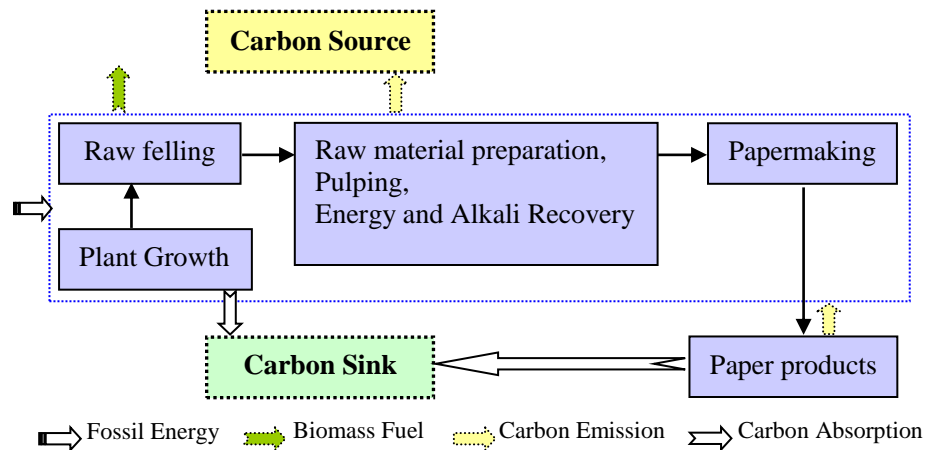 Carbon Source
Raw felling
Raw material preparation,
Pulping,
Energy and Alkali Recovery
Papermaking
Plant Growth
Carbon Sink
Paper products
Fossil Energy
Biomass Fuel
Carbon Emission
Carbon Absorption